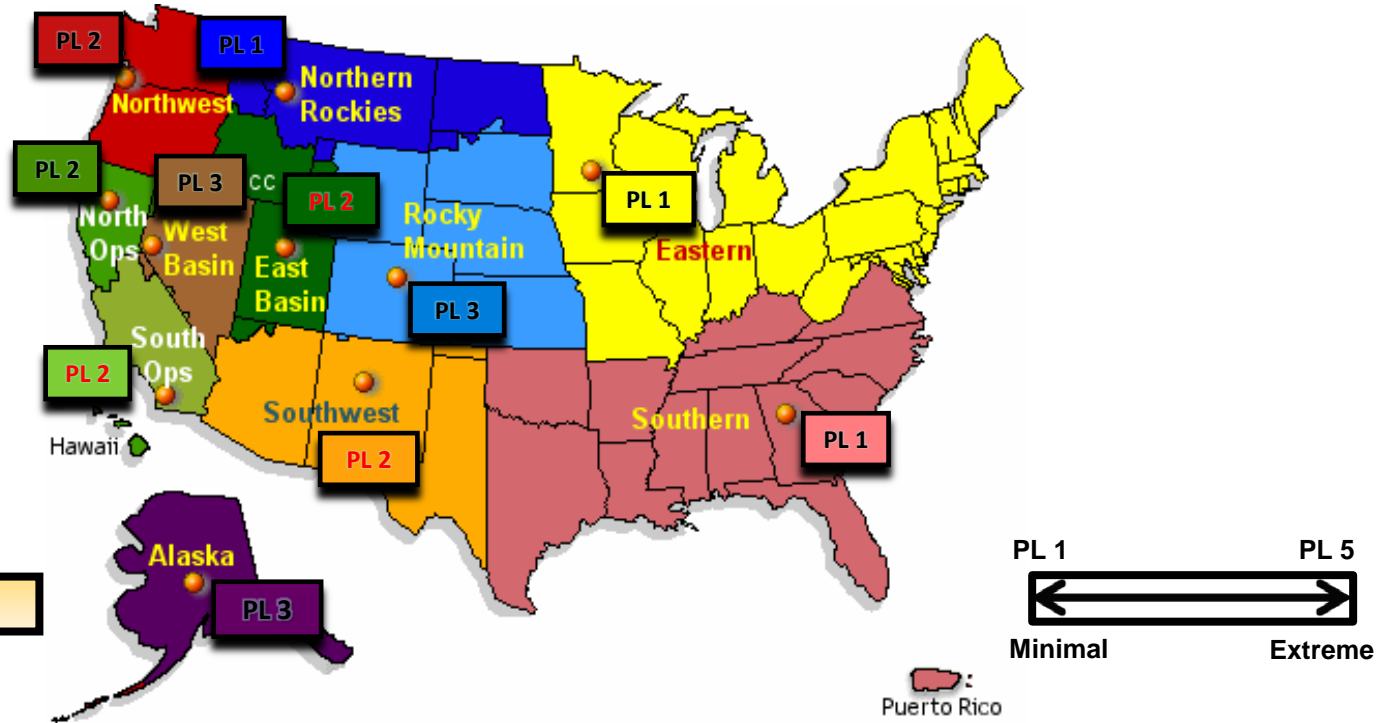 PL 2
PL 1
Northern
Rockies
Northwest
PL 2
PL 3
CC
PL 2
PL 1
North
Ops
West
Basin
Rocky
Mountain
Eastern
East
Basin
PL 3
South
Ops
PL 2
Southwest
Southern
PL 1
Hawaii
PL 2
PL 1
PL 5
Alaska
PL 3
Minimal
Extreme
Puerto Rico